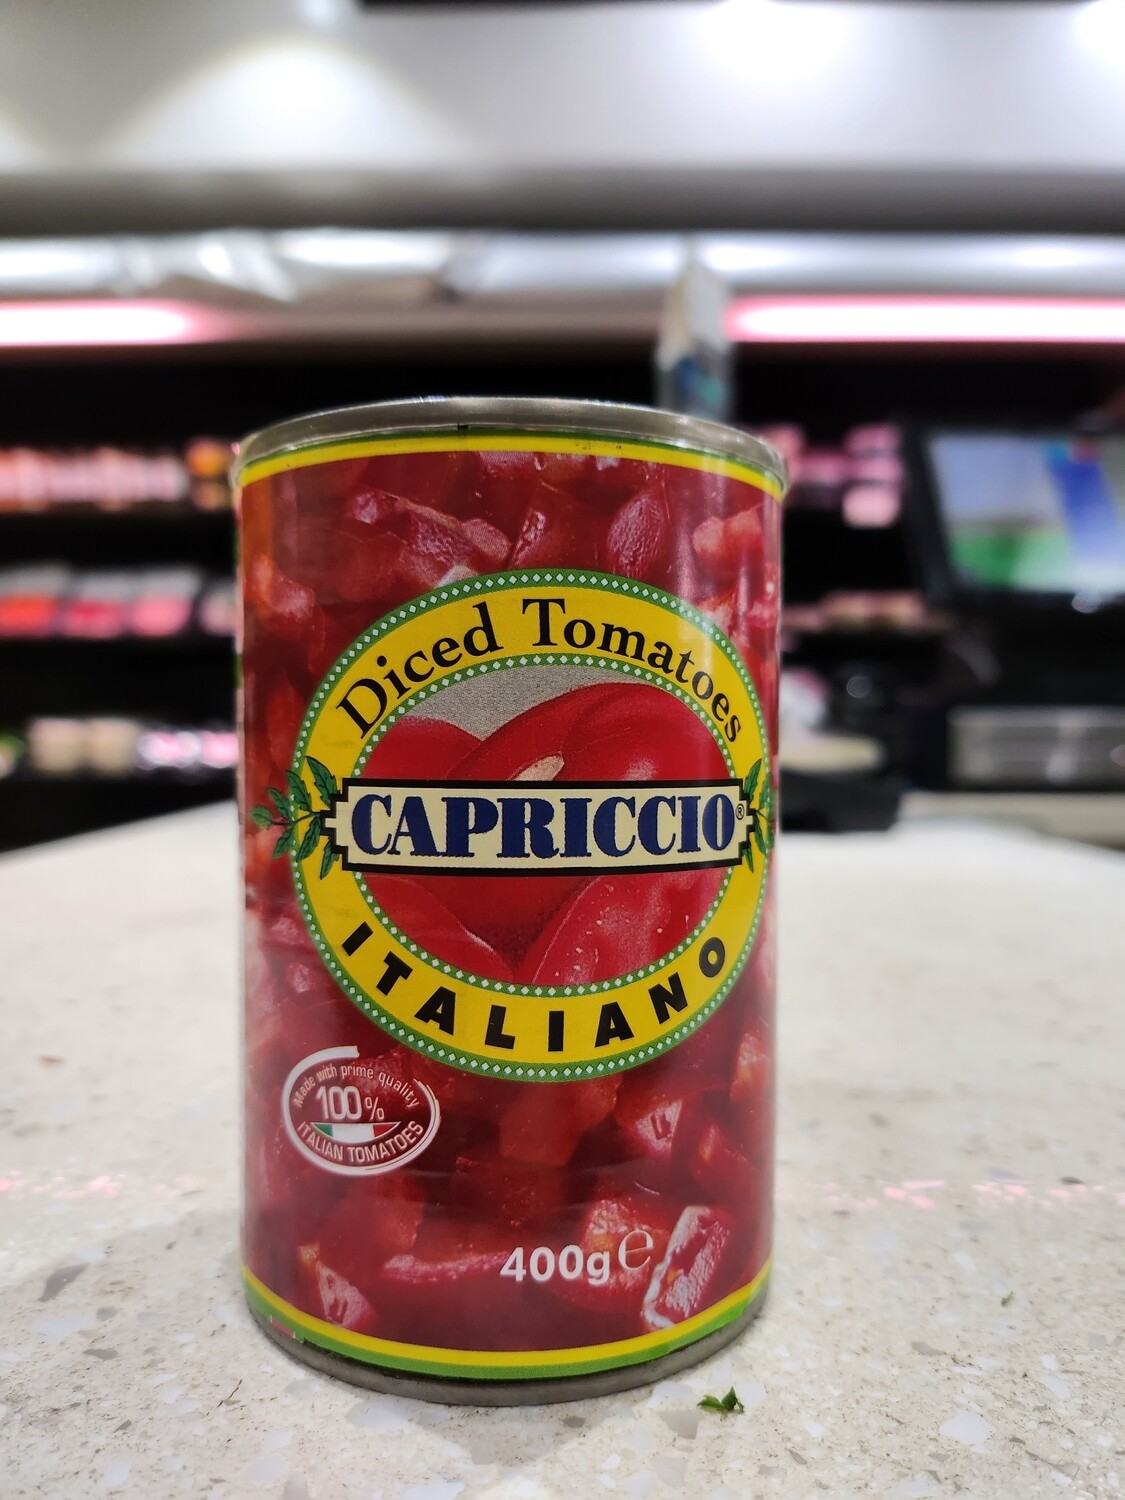 Diced Tomatoes
CAPRICCIO®
ITALIANO
Made with prime quality
100%
ITALIAN TOMATOES
400g e